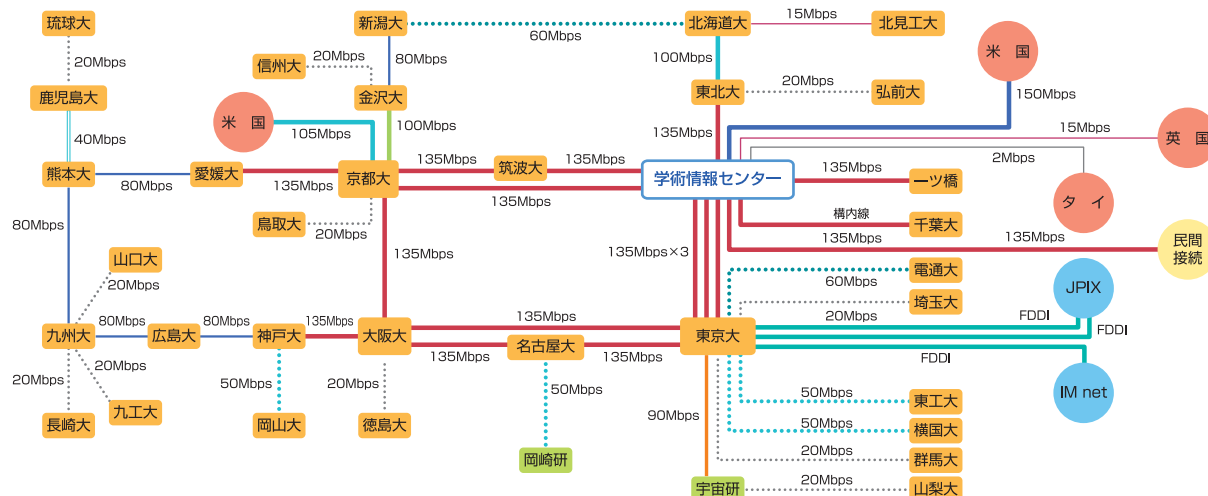 琉球大
新潟大
北海道大
15Mbps
北見工大
60Mbps
米 国
20Mbps
信州大
20Mbps
80Mbps
100Mbps
鹿児島大
金沢大
東北大
20Mbps
弘前大
150Mbps
米 国
105Mbps
100Mbps
135Mbps
15Mbps
英 国
40Mbps
2Mbps
熊本大
80Mbps
愛媛大
135Mbps
京都大
135Mbps
筑波大
135Mbps
135Mbps
学術情報センター
135Mbps
一ツ橋
タ イ
80Mbps
鳥取大
20Mbps
構内線
千葉大
135Mbps
135Mbps
135Mbps
135Mbps×3
民間
接続
山口大
20Mbps
電通大
60Mbps
JPIX
埼玉大
九州大
80Mbps
広島大
80Mbps
神戸大
135Mbps
大阪大
135Mbps
東京大
20Mbps
FDDI
FDDI
135Mbps
名古屋大
135Mbps
FDDI
20Mbps
20Mbps
50Mbps
20Mbps
50Mbps
90Mbps
IM net
長崎大
九工大
岡山大
徳島大
岡崎研
50Mbps
東工大
50Mbps
横国大
20Mbps
群馬大
宇宙研
20Mbps
山梨大